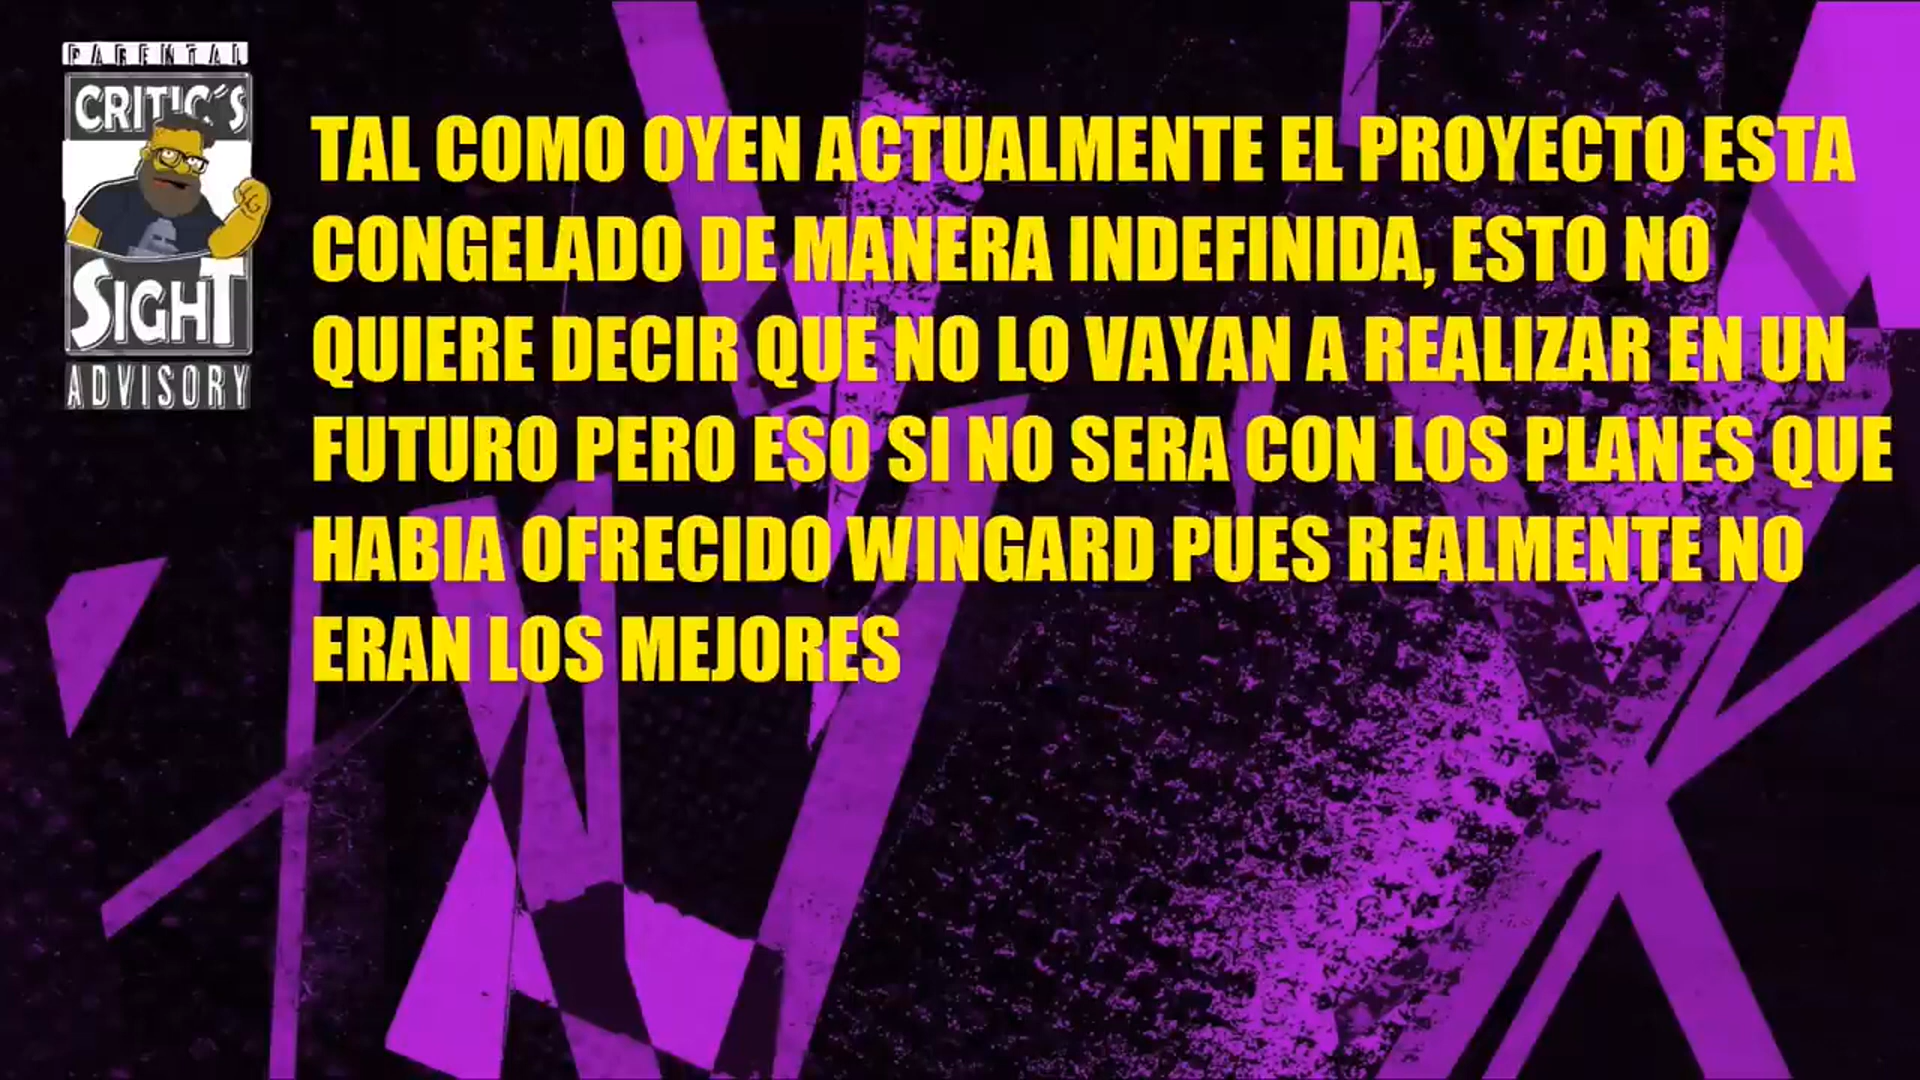 PARENTAL
CRITIC´S
SIGHT
ADVISORY
TAL COMO OYEN ACTUALMENTE EL PROYECTO ESTA
CONGELADO DE MANERA INDEFINIDA, ESTO NO
QUIERE DECIR QUE NO LO VAYAN A REALIZAR EN UN
FUTURO PERO ESO SI NO SERA CON LOS PLANES QUE
HABIA OFRECIDO WINGARD PUES REALMENTE NO
ERAN LOS MEJORES